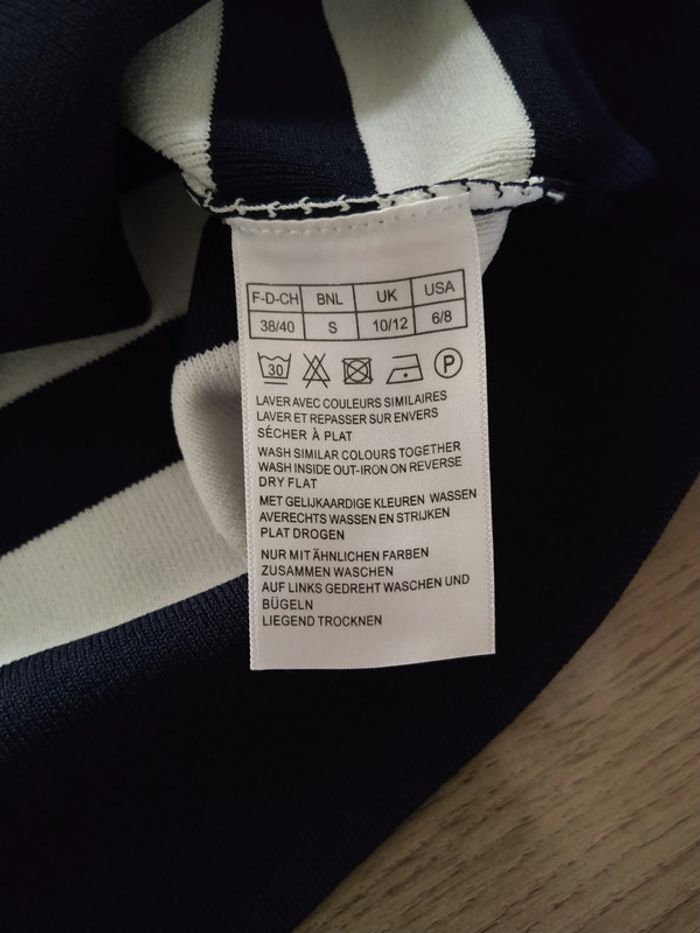 F-D-CH BNL UK USA
38/40 S 10/12 6/8
30 P
LAVER AVEC COULEURS SIMILAIRES
LAVER ET REPASSER SUR ENVERS
SÉCHER À PLAT
WASH SIMILAR COLOURS TOGETHER
WASH INSIDE OUT-IRON ON REVERSE
DRY FLAT
MET GELIJKAARDIGE KLEUREN WASSEN
AVERECHTS WASSEN EN STRIJKEN
PLAT DROGEN
NUR MIT ÄHNLICHEN FARBEN
ZUSAMMEN WASCHEN
AUF LINKS GEDREHT WASCHEN UND
BÜGELN
LIEGEND TROCKNEN